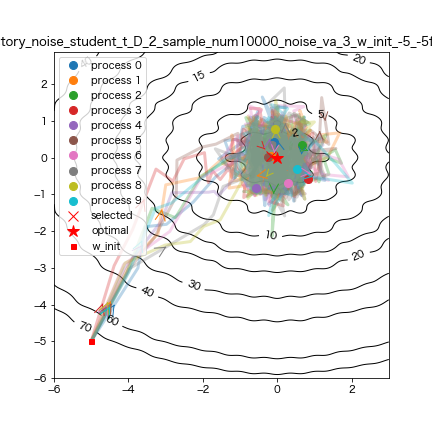 tory_noise_student_t_D_2_sample_num10000_noise_va_3_w_init_-5_-5f
process 0
process 1
process 2
process 3
process 4
process 5
process 6
process 7
process 8
process 9
selected
optimal
w_init
20
15
5
2
10
20
30
40
60
70
2
1
0
−1
−2
−3
−4
−5
−6
−6
−4
−2
0
2